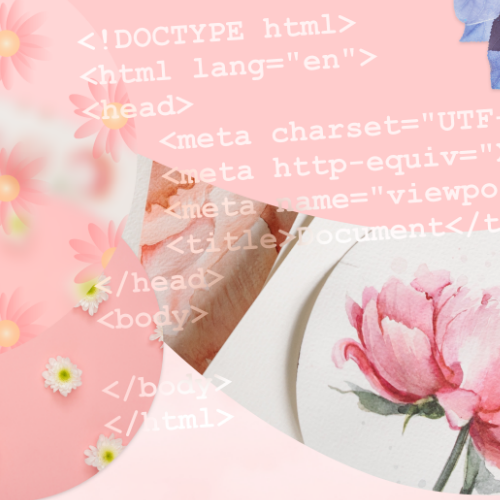 <!DOCTYPE html>
<html lang="en">
<head>
<meta charset="UTF-
<meta http-equiv="
<meta name="viewpo
<title>Document</t
</head>
<body>
</body>
</html>